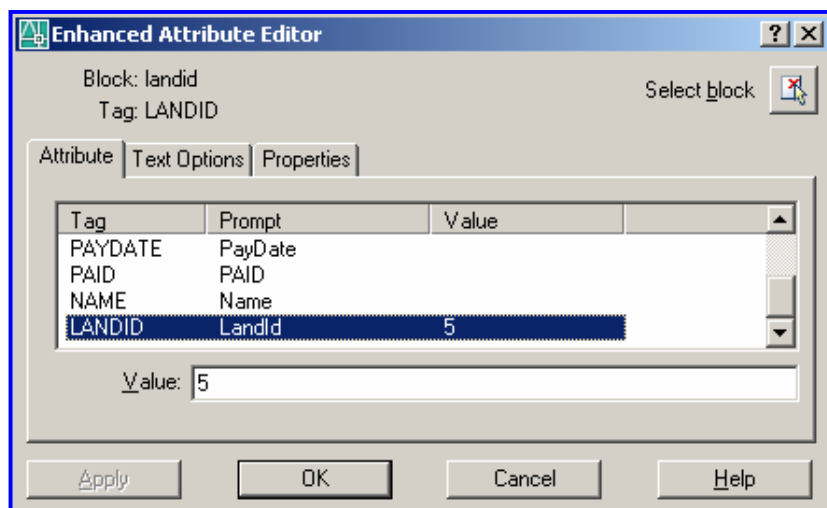 Enhanced Attribute Editor
Block: landid
Select block
Tag: LANDID
Attribute Text Options Properties
Tag Prompt Value
PAYDATE PayDate
PAID PAID
NAME Name
LANDID LandId 5
Value: 5
Apply OK Cancel Help